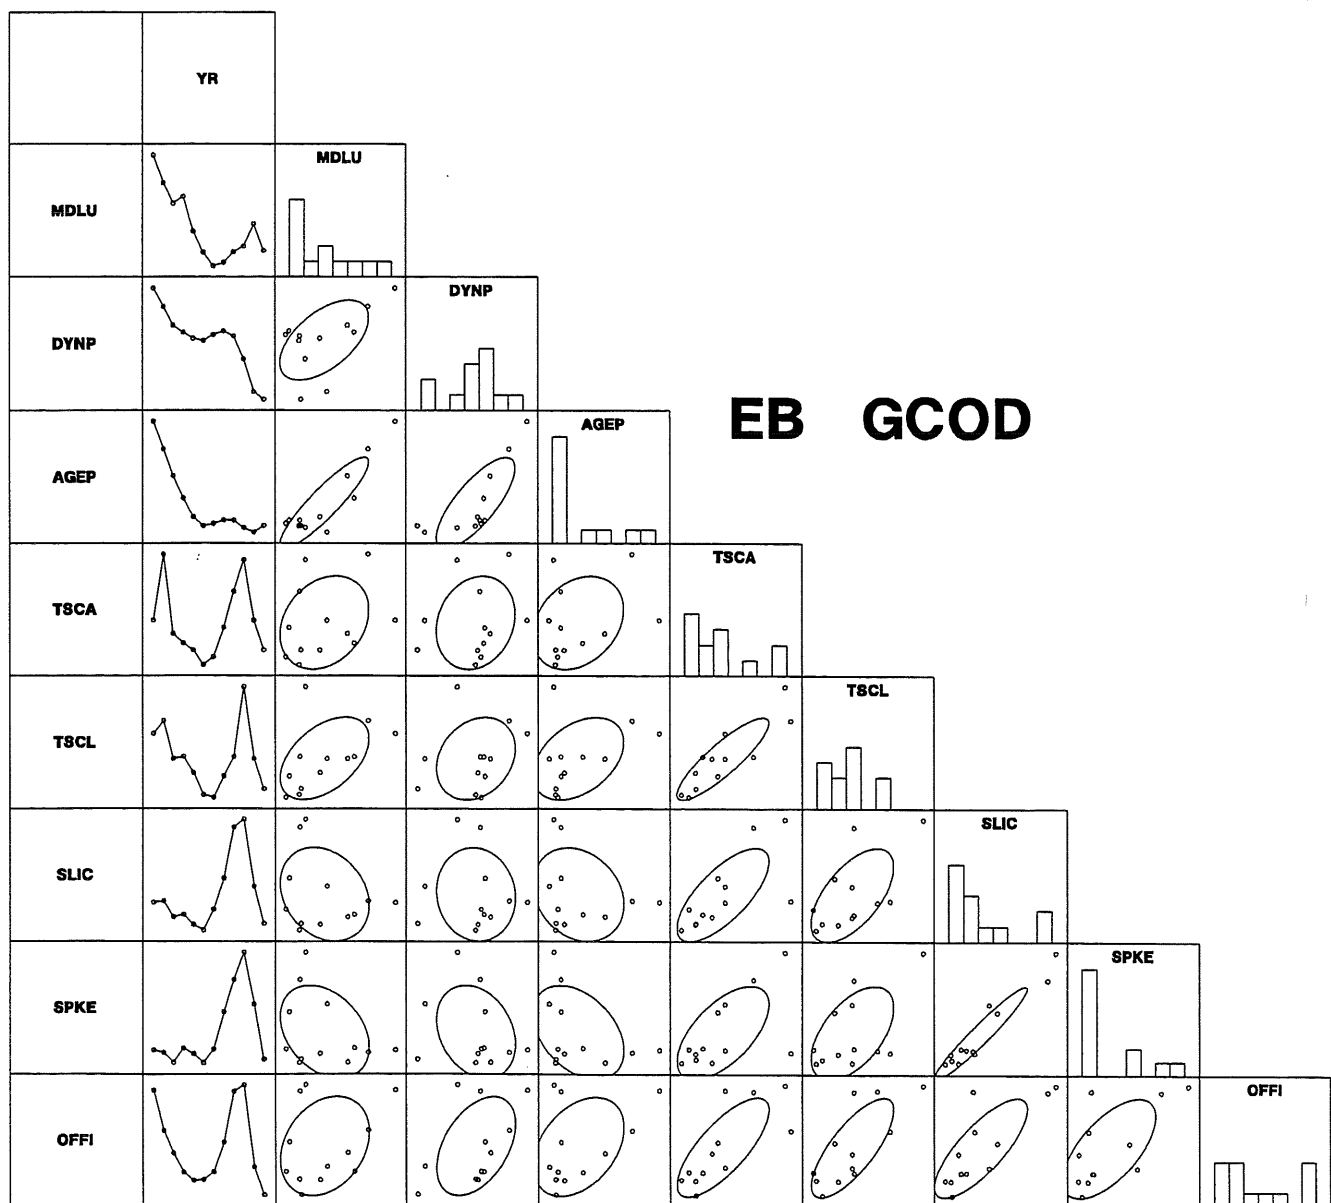 YR
MDLU
MDLU
DYNP
DYNP
AGEP
EB GCOD
AGEP
TSCA
TSCA
TSCL
TSCL
SLIC
SLIC
SPKE
SPKE
OFFI
OFFI